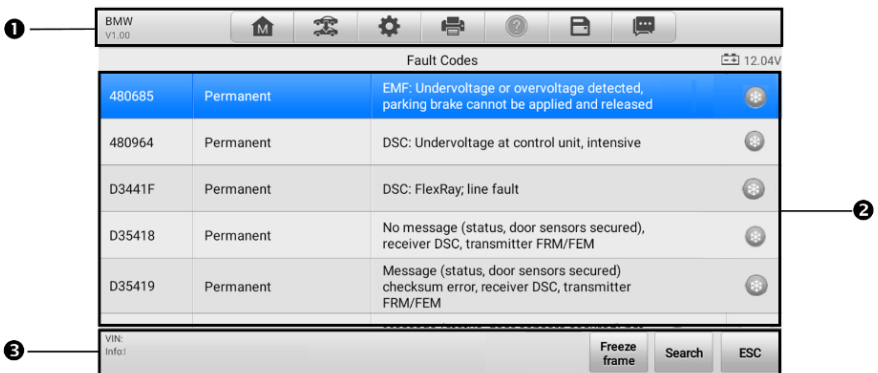 ❶
BMW
V1.00
M
?
Fault Codes
12.04V
480685 Permanent EMF: Undervoltage or overvoltage detected,
parking brake cannot be applied and released
480964 Permanent DSC: Undervoltage at control unit, intensive
D3441F Permanent DSC: FlexRay; line fault
❷
D35418 Permanent No message (status, door sensors secured),
receiver DSC, transmitter FRM/FEM
D35419 Permanent Message (status, door sensors secured)
checksum error, receiver DSC, transmitter
FRM/FEM
❸
VIN:
Info:
Freeze
frame
Search
ESC